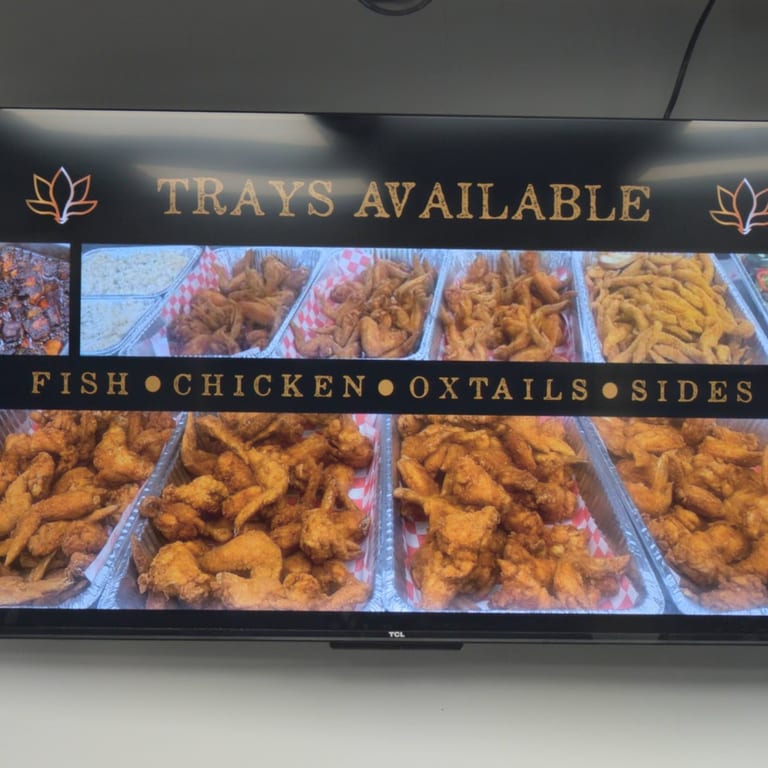 TRAYS AVAILABLE
FISH • CHICKEN • OXTAILS • SIDES
TCL